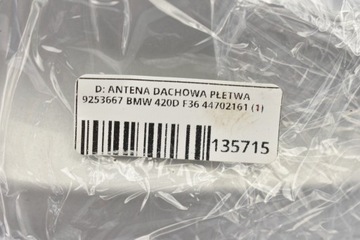 D: ANTENA DACHOWA PŁETWA
9253667 BMW 420D F36 44702161 (1)
135715